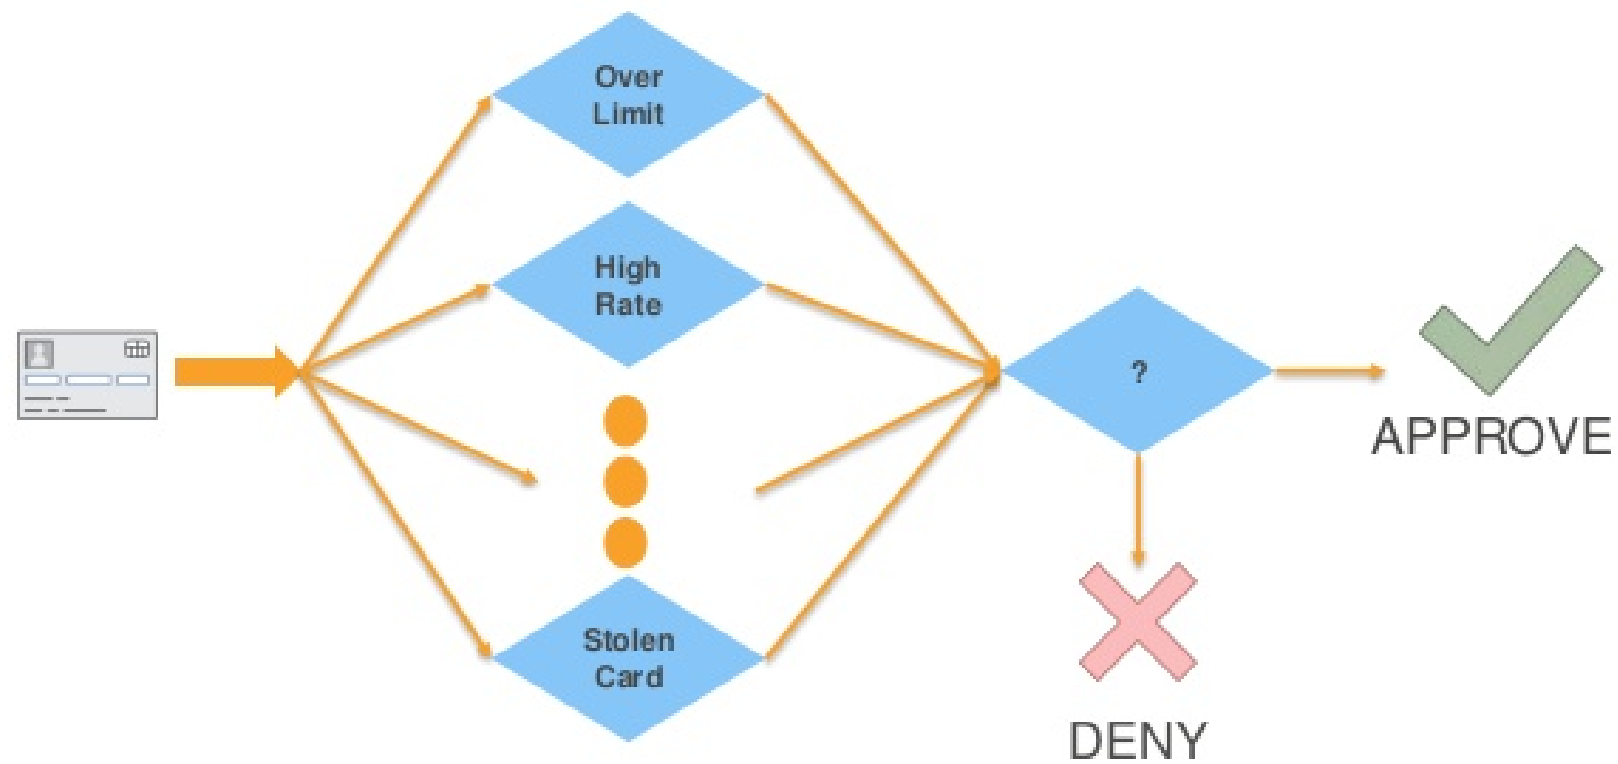 Over
Limit
High
Rate
?
APPROVE
Stolen
Card
DENY